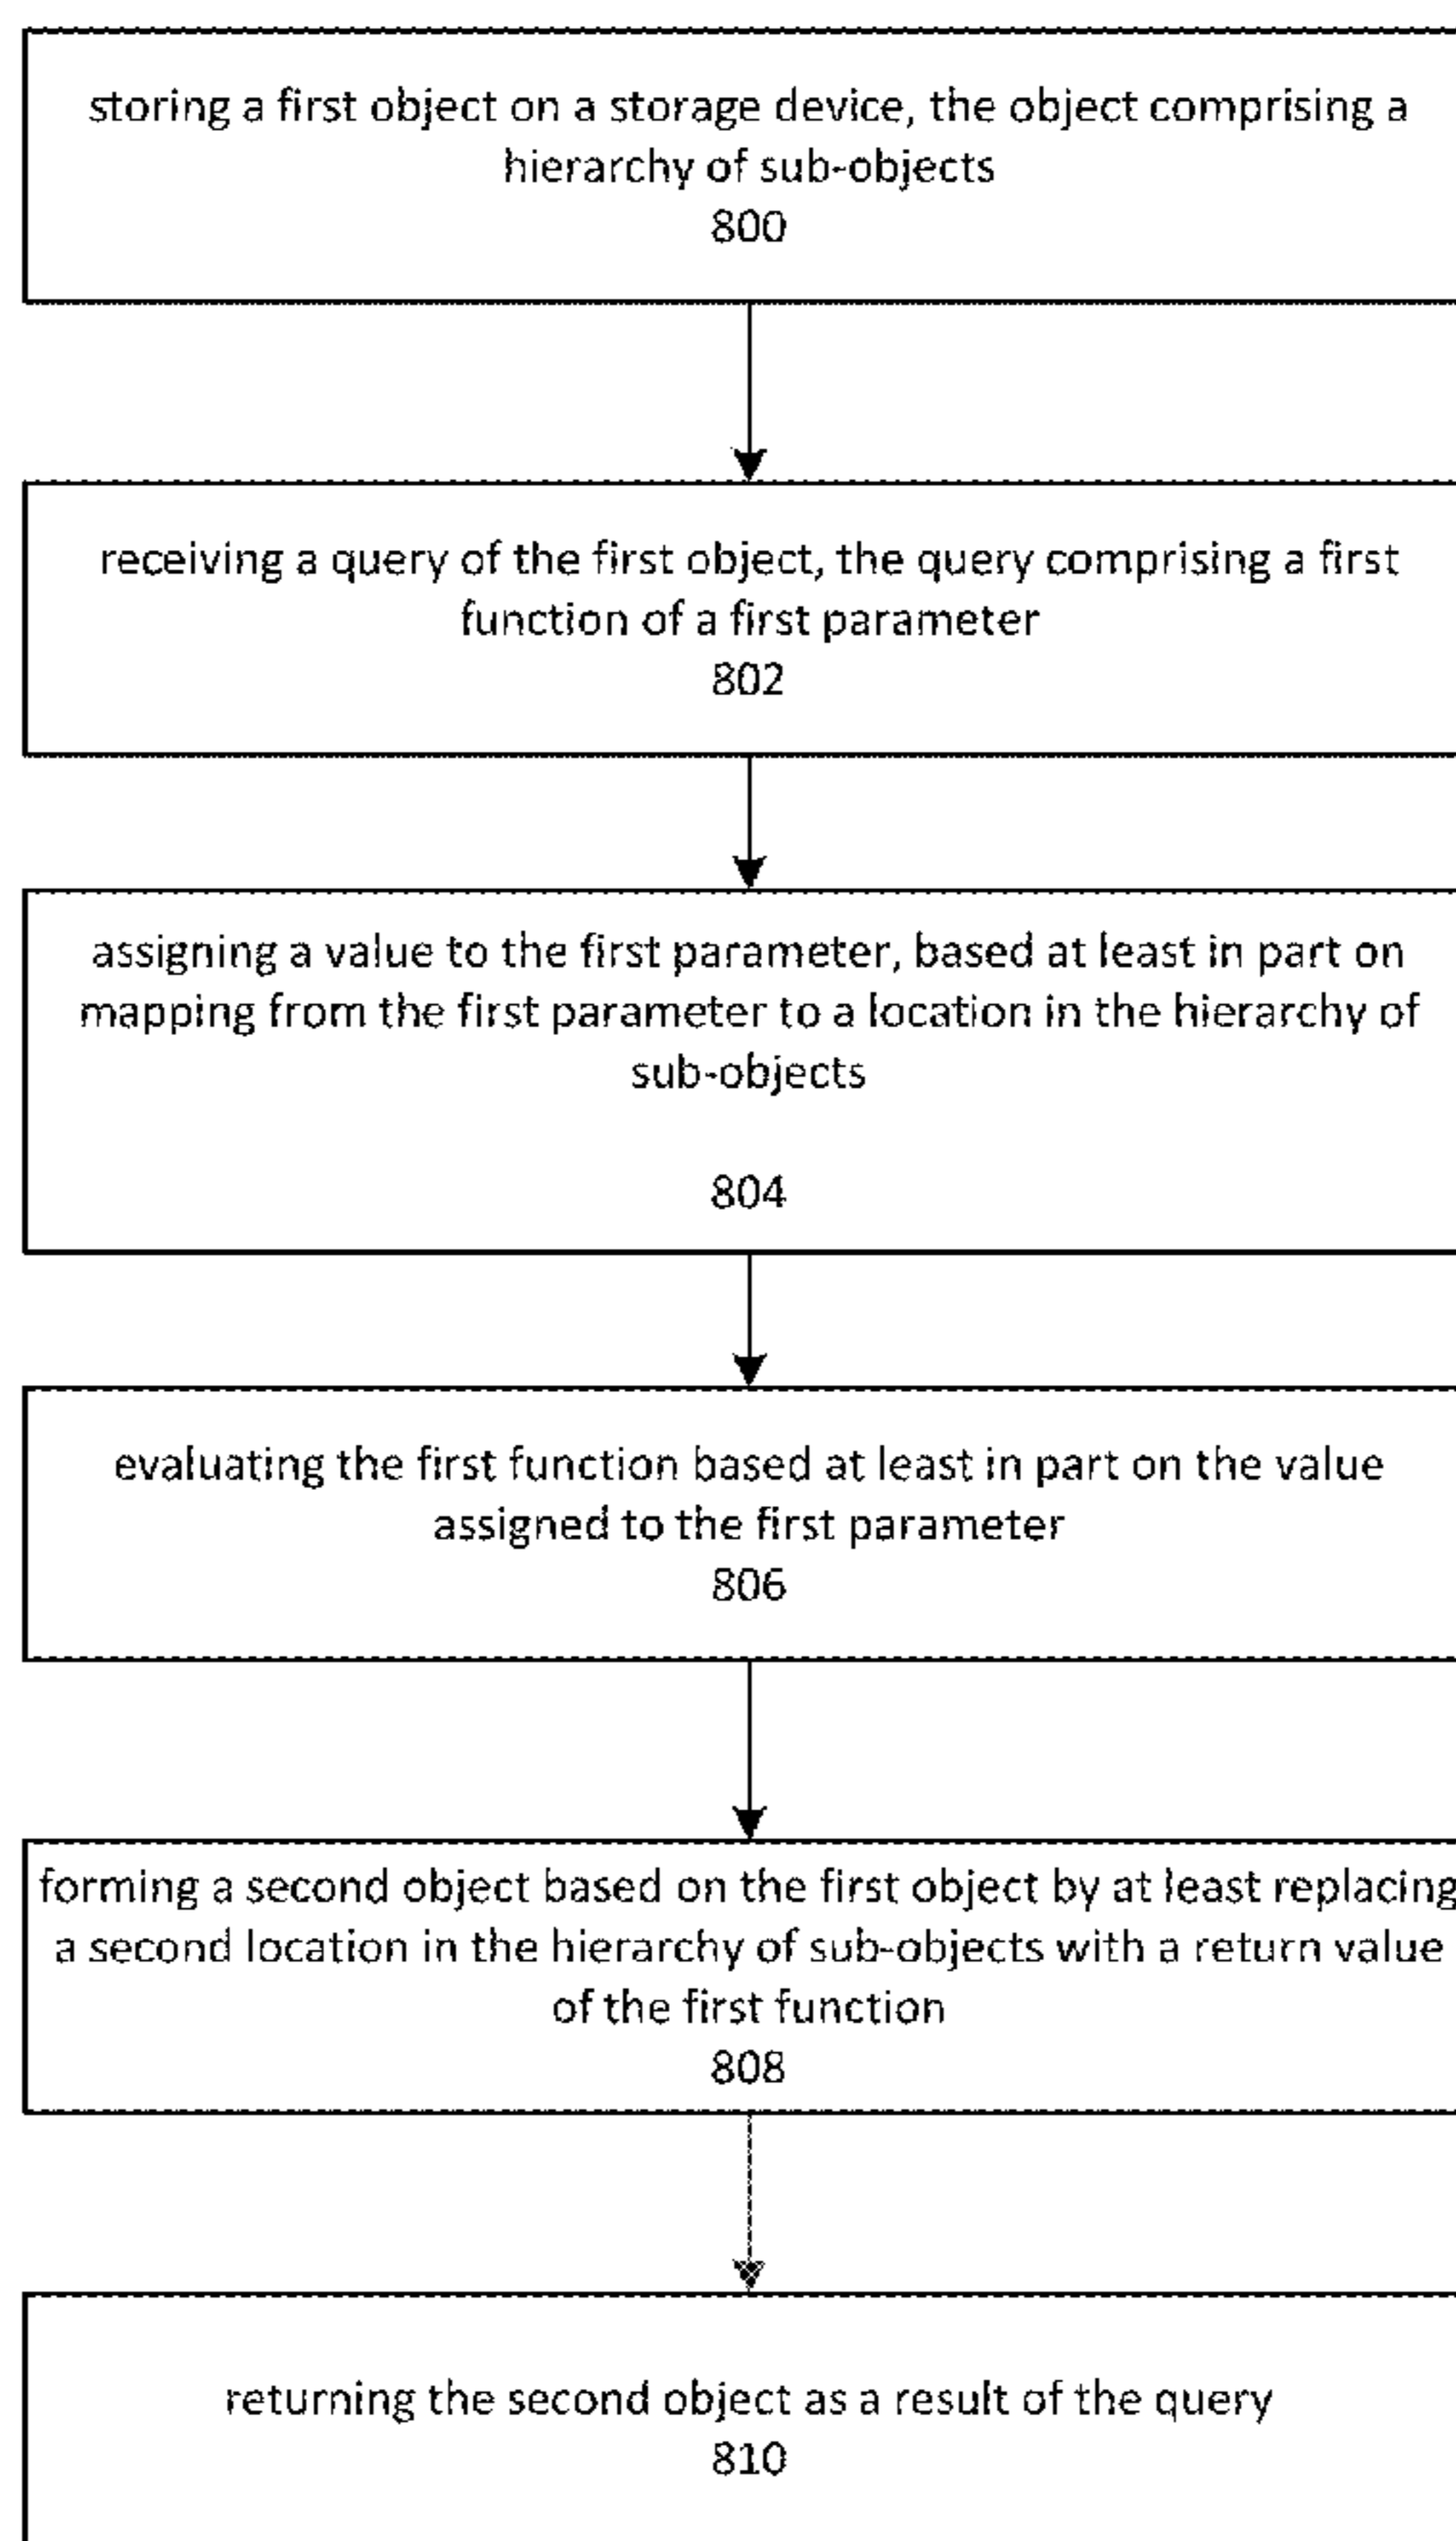 storing a first object on a storage device, the object comprising a
hierarchy of sub-objects
800
receiving a query of the first object, the query comprising a first
function of a first parameter
802
assigning a value to the first parameter, based at least in part on
mapping from the first parameter to a location in the hierarchy of
sub-objects
804
evaluating the first function based at least in part on the value
assigned to the first parameter
806
forming a second object based on the first object by at least replacing
a second location in the hierarchy of sub-objects with a return value
of the first function
808
returning the second object as a result of the query
810